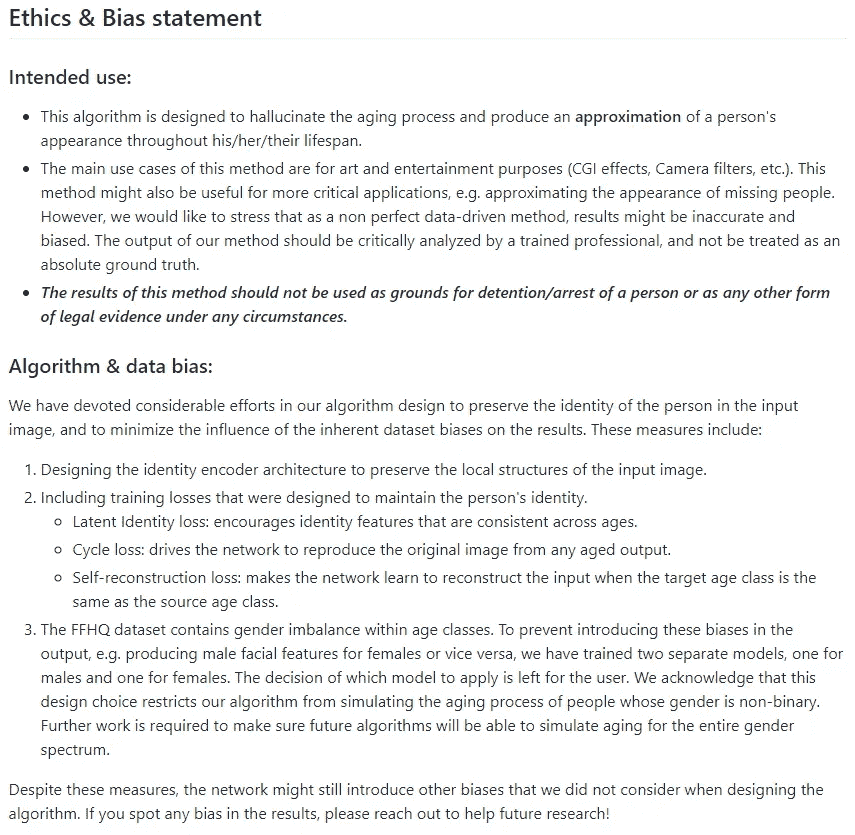 Ethics & Bias statement
Intended use:
• This algorithm is designed to hallucinate the aging process and produce an approximation of a person's
appearance throughout his/her/their lifespan.
• The main use cases of this method are for art and entertainment purposes (CGI effects, Camera filters, etc.). This
method might also be useful for more critical applications, e.g. approximating the appearance of missing people.
However, we would like to stress that as a non perfect data-driven method, results might be inaccurate and
biased. The output of our method should be critically analyzed by a trained professional, and not be treated as an
absolute ground truth.
• The results of this method should not be used as grounds for detention/arrest of a person or as any other form
of legal evidence under any circumstances.
Algorithm & data bias:
We have devoted considerable efforts in our algorithm design to preserve the identity of the person in the input
image, and to minimize the influence of the inherent dataset biases on the results. These measures include:
1. Designing the identity encoder architecture to preserve the local structures of the input image.
2. Including training losses that were designed to maintain the person's identity.
○ Latent Identity loss: encourages identity features that are consistent across ages.
○ Cycle loss: drives the network to reproduce the original image from any aged output.
○ Self-reconstruction loss: makes the network learn to reconstruct the input when the target age class is the
same as the source age class.
3. The FFHQ dataset contains gender imbalance within age classes. To prevent introducing these biases in the
output, e.g. producing male facial features for females or vice versa, we have trained two separate models, one for
males and one for females. The decision of which model to apply is left for the user. We acknowledge that this
design choice restricts our algorithm from simulating the aging process of people whose gender is non-binary.
Further work is required to make sure future algorithms will be able to simulate aging for the entire gender
spectrum.
Despite these measures, the network might still introduce other biases that we did not consider when designing the
algorithm. If you spot any bias in the results, please reach out to help future research!